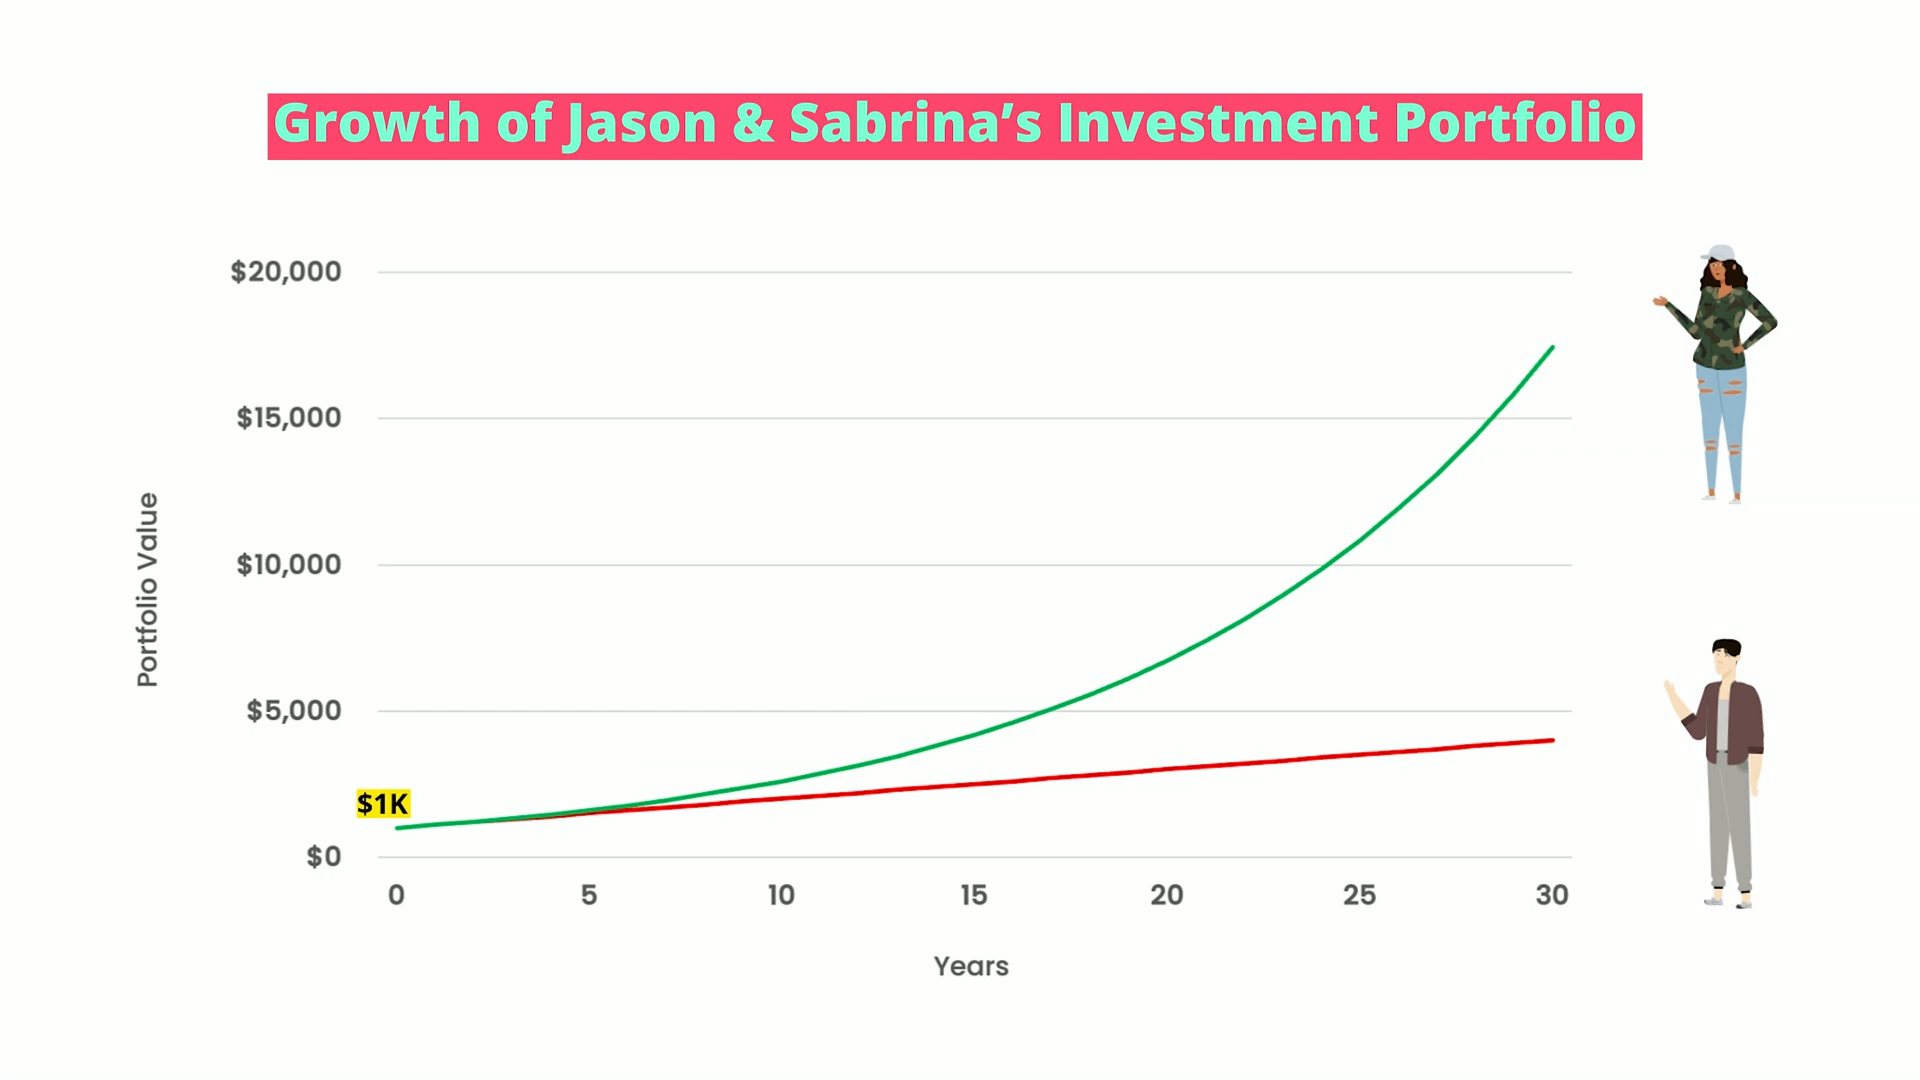 Growth of Jason & Sabrina’s Investment Portfolio
$20,000
$15,000
$10,000
$5,000
$0
Portfolio Value
$1K
0 5 10 15 20 25 30
Years